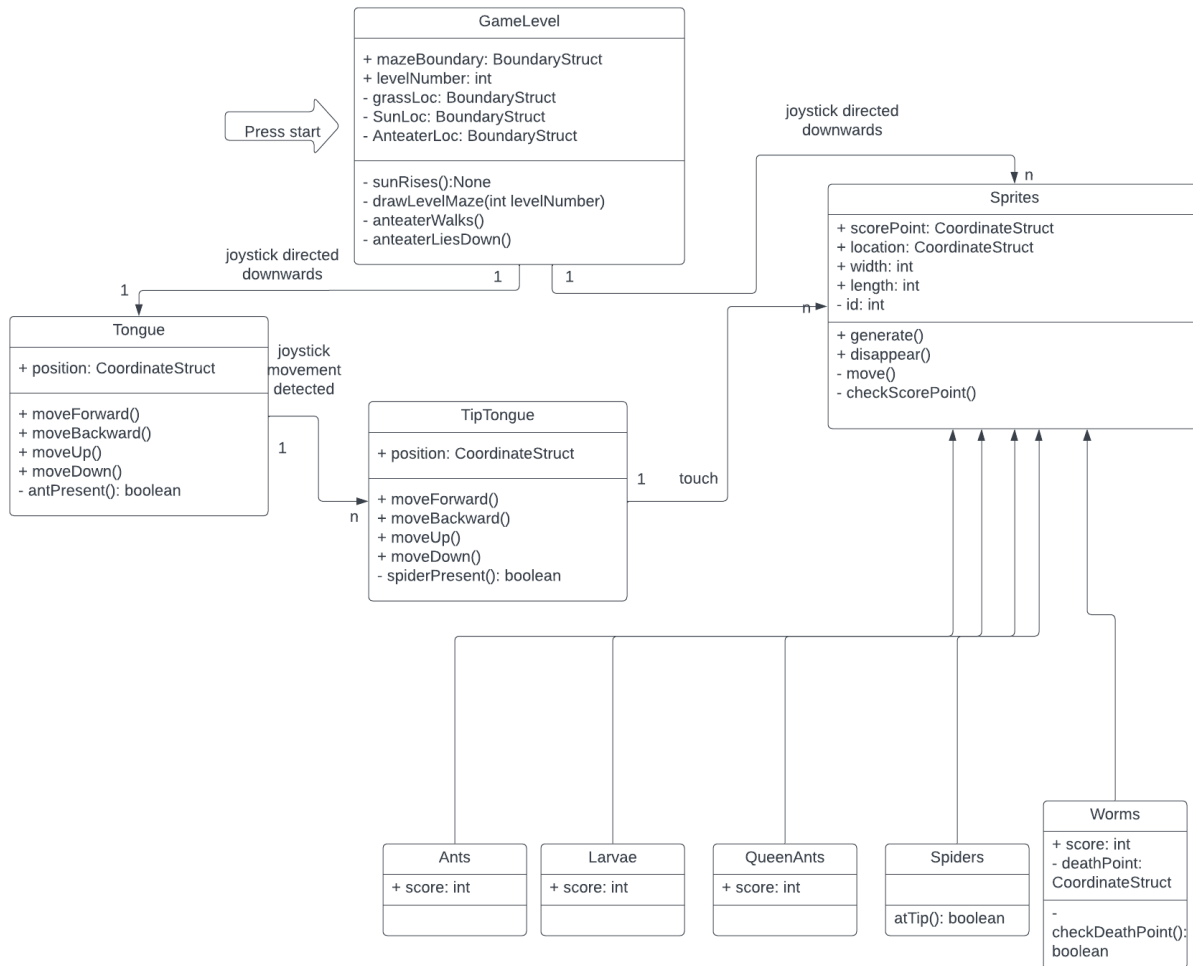 GameLevel
+ mazeBoundary: BoundaryStruct
+ levelNumber: int
- grassLoc: BoundaryStruct
- SunLoc: BoundaryStruct
- AnteaterLoc: BoundaryStruct
- sunRises():None
- drawLevelMaze(int levelNumber)
- anteaterWalks()
- anteaterLiesDown()
Press start
joystick directed
downwards
1
1
joystick directed
downwards
1
n
Sprites
+ scorePoint: CoordinateStruct
+ location: CoordinateStruct
+ width: int
+ length: int
- id: int
+ generate()
+ disappear()
- move()
- checkScorePoint()
Tongue
+ position: CoordinateStruct
+ moveForward()
+ moveBackward()
+ moveUp()
+ moveDown()
- antPresent(): boolean
joystick
movement
detected
1
n
TipTongue
+ position: CoordinateStruct
+ moveForward()
+ moveBackward()
+ moveUp()
+ moveDown()
- spiderPresent(): boolean
1
touch
n
Ants
+ score: int
Larvae
+ score: int
QueenAnts
+ score: int
Spiders
atTip(): boolean
Worms
+ score: int
- deathPoint:
CoordinateStruct
-
checkDeathPoint():
boolean